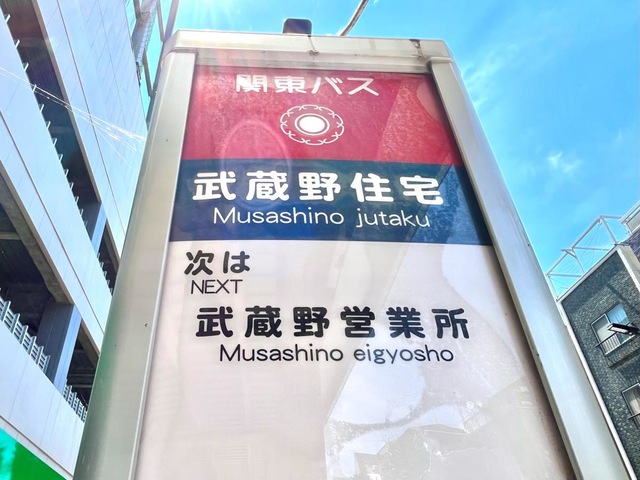 関東バス
武蔵野住宅
Musashino jutaku
次は
NEXT
武蔵野営業所
Musashino eigyosho